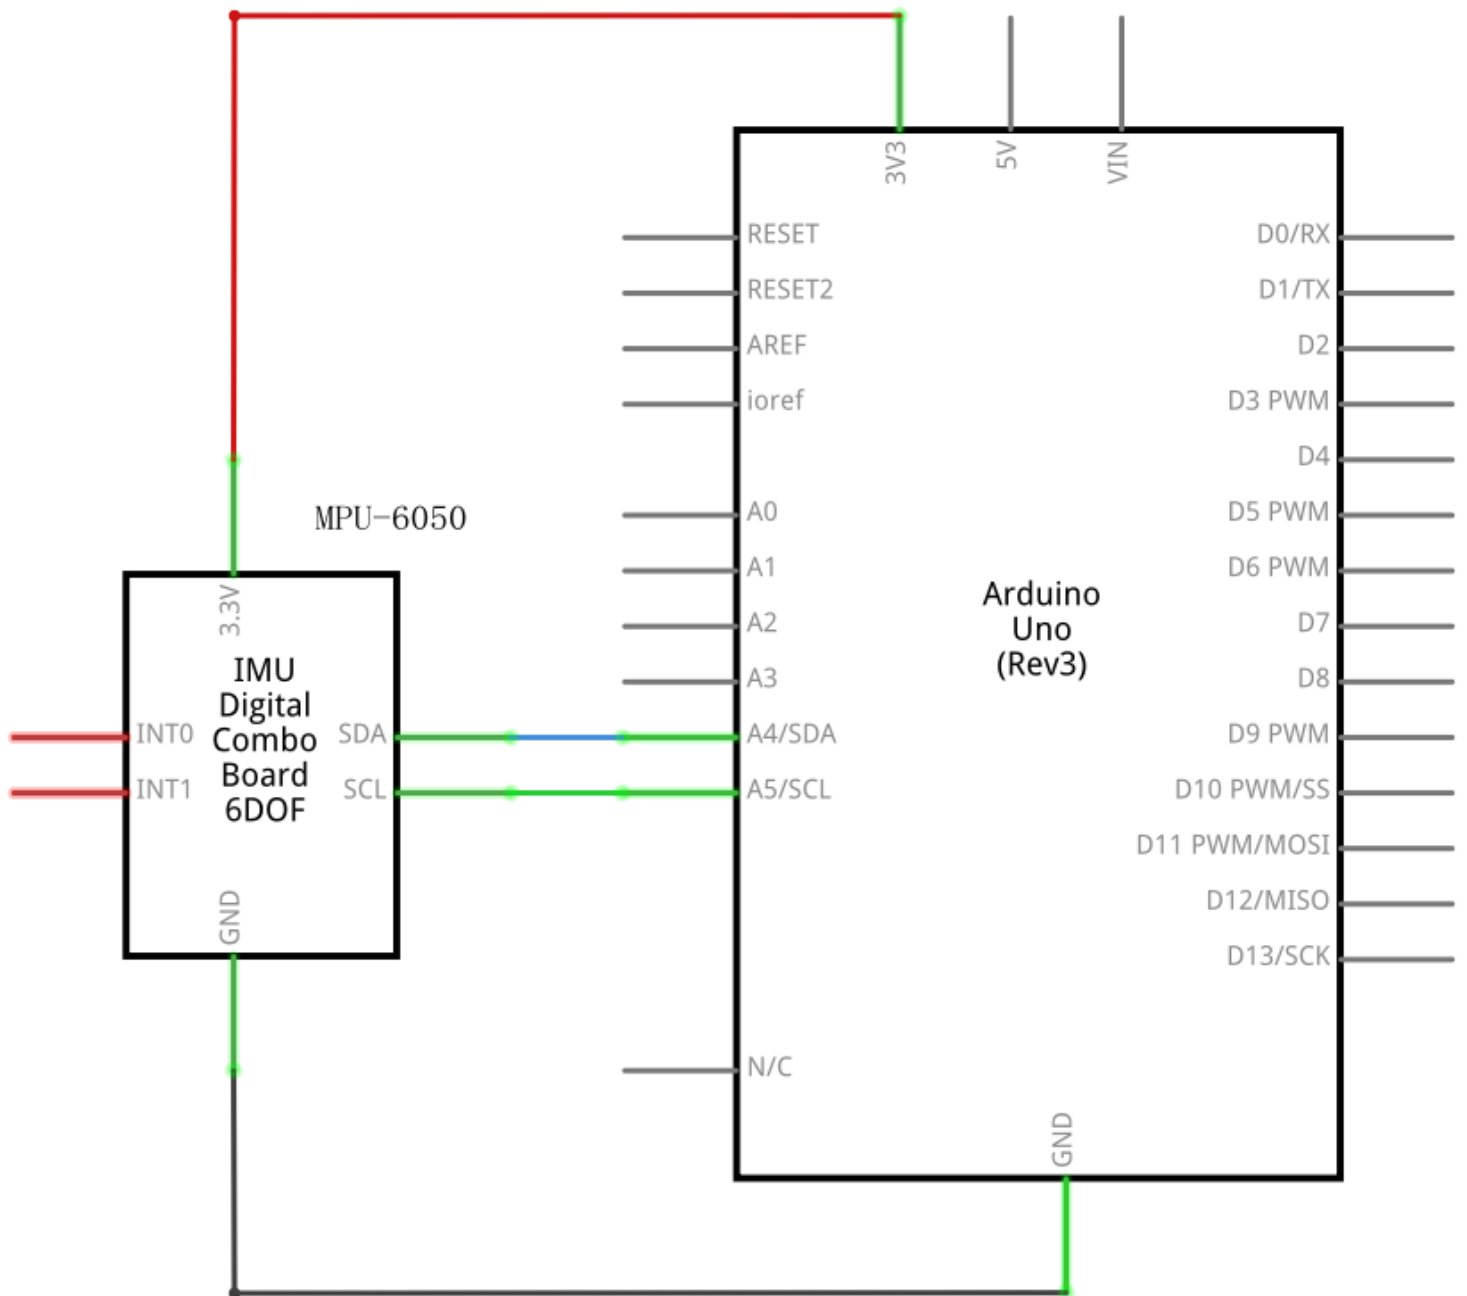 3V3
5V
VIN
RESET
D0/RX
RESET2
D1/TX
AREF
D2
ioref
D3 PWM
D4
MPU-6050
A0
D5 PWM
A1
D6 PWM
3.3V
Arduino
Uno
(Rev3)
A2
D7
A3
D8
IMU
Digital
Combo
Board
6DOF
INT0
SDA
A4/SDA
D9 PWM
INT1
SCL
A5/SCL
D10 PWM/SS
D11 PWM/MOSI
GND
D12/MISO
D13/SCK
N/C
GND